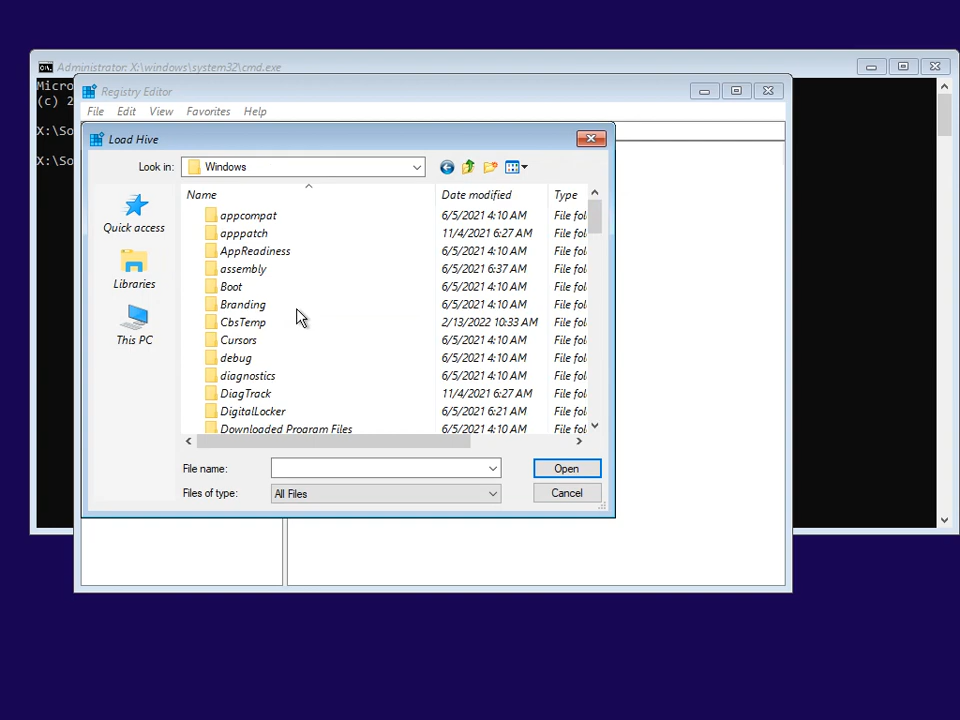 Administrator: X:\windows\system32\cmd.exe
Micro
(c) 2
X:\So
X:\So
Registry Editor
File Edit View Favorites Help
Load Hive
Look in: Windows
Name Date modified Type
appcompat 6/5/2021 4:10 AM File fol
apppatch 11/4/2021 6:27 AM File fol
AppReadiness 6/5/2021 4:10 AM File fol
assembly 6/5/2021 6:37 AM File fol
Boot 6/5/2021 4:10 AM File fol
Branding 6/5/2021 4:10 AM File fol
CbsTemp 2/13/2022 10:33 AM File fol
Cursors 6/5/2021 4:10 AM File fol
debug 6/5/2021 4:10 AM File fol
diagnostics 6/5/2021 4:10 AM File fol
DiagTrack 11/4/2021 6:27 AM File fol
DigitalLocker 6/5/2021 6:21 AM File fol
Downloaded Program Files 6/5/2021 4:10 AM File fol
Quick access
Libraries
This PC
File name:
Open
Files of type: All Files
Cancel